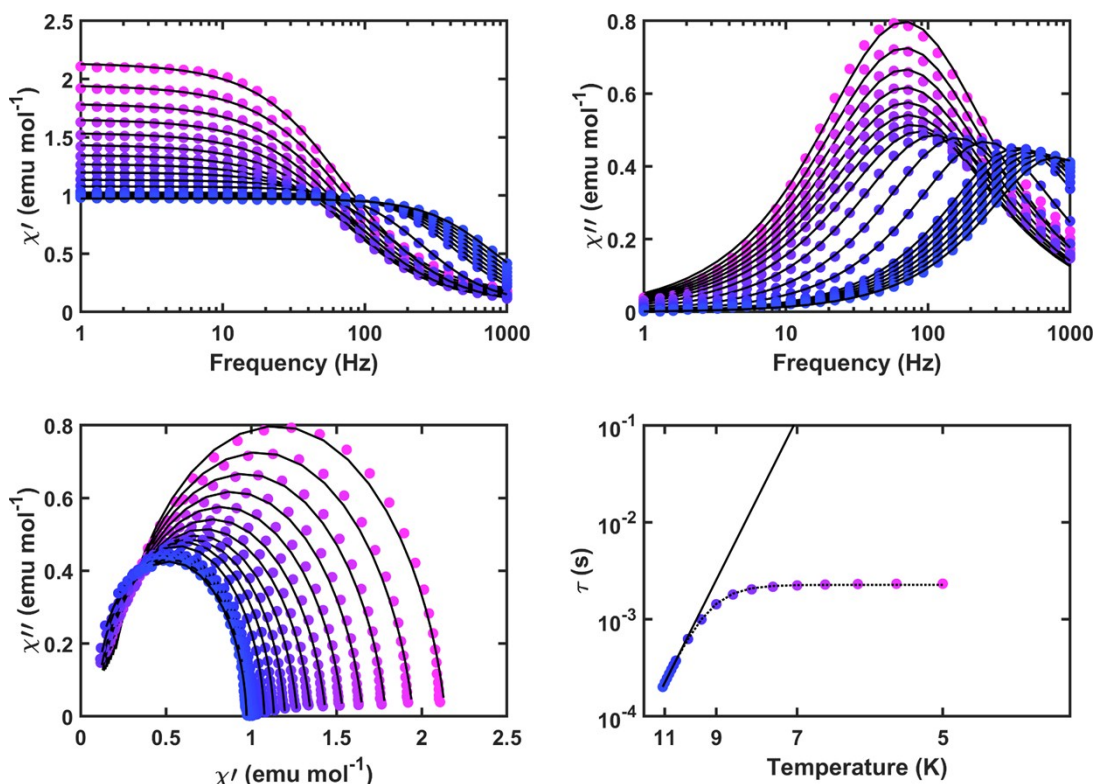 2.5
2
1.5
1
0.5
0
χ′ (emu mol⁻¹)
1 10 100 1000
Frequency (Hz)
0.8
0.6
0.4
0.2
0
χ′′ (emu mol⁻¹)
1 10 100 1000
Frequency (Hz)
0.8
0.6
0.4
0.2
0
χ′′ (emu mol⁻¹)
0 0.5 1 1.5 2 2.5
χ′ (emu mol⁻¹)
10⁻¹
10⁻²
10⁻³
10⁻⁴
τ (s)
11 9 7 5
Temperature (K)